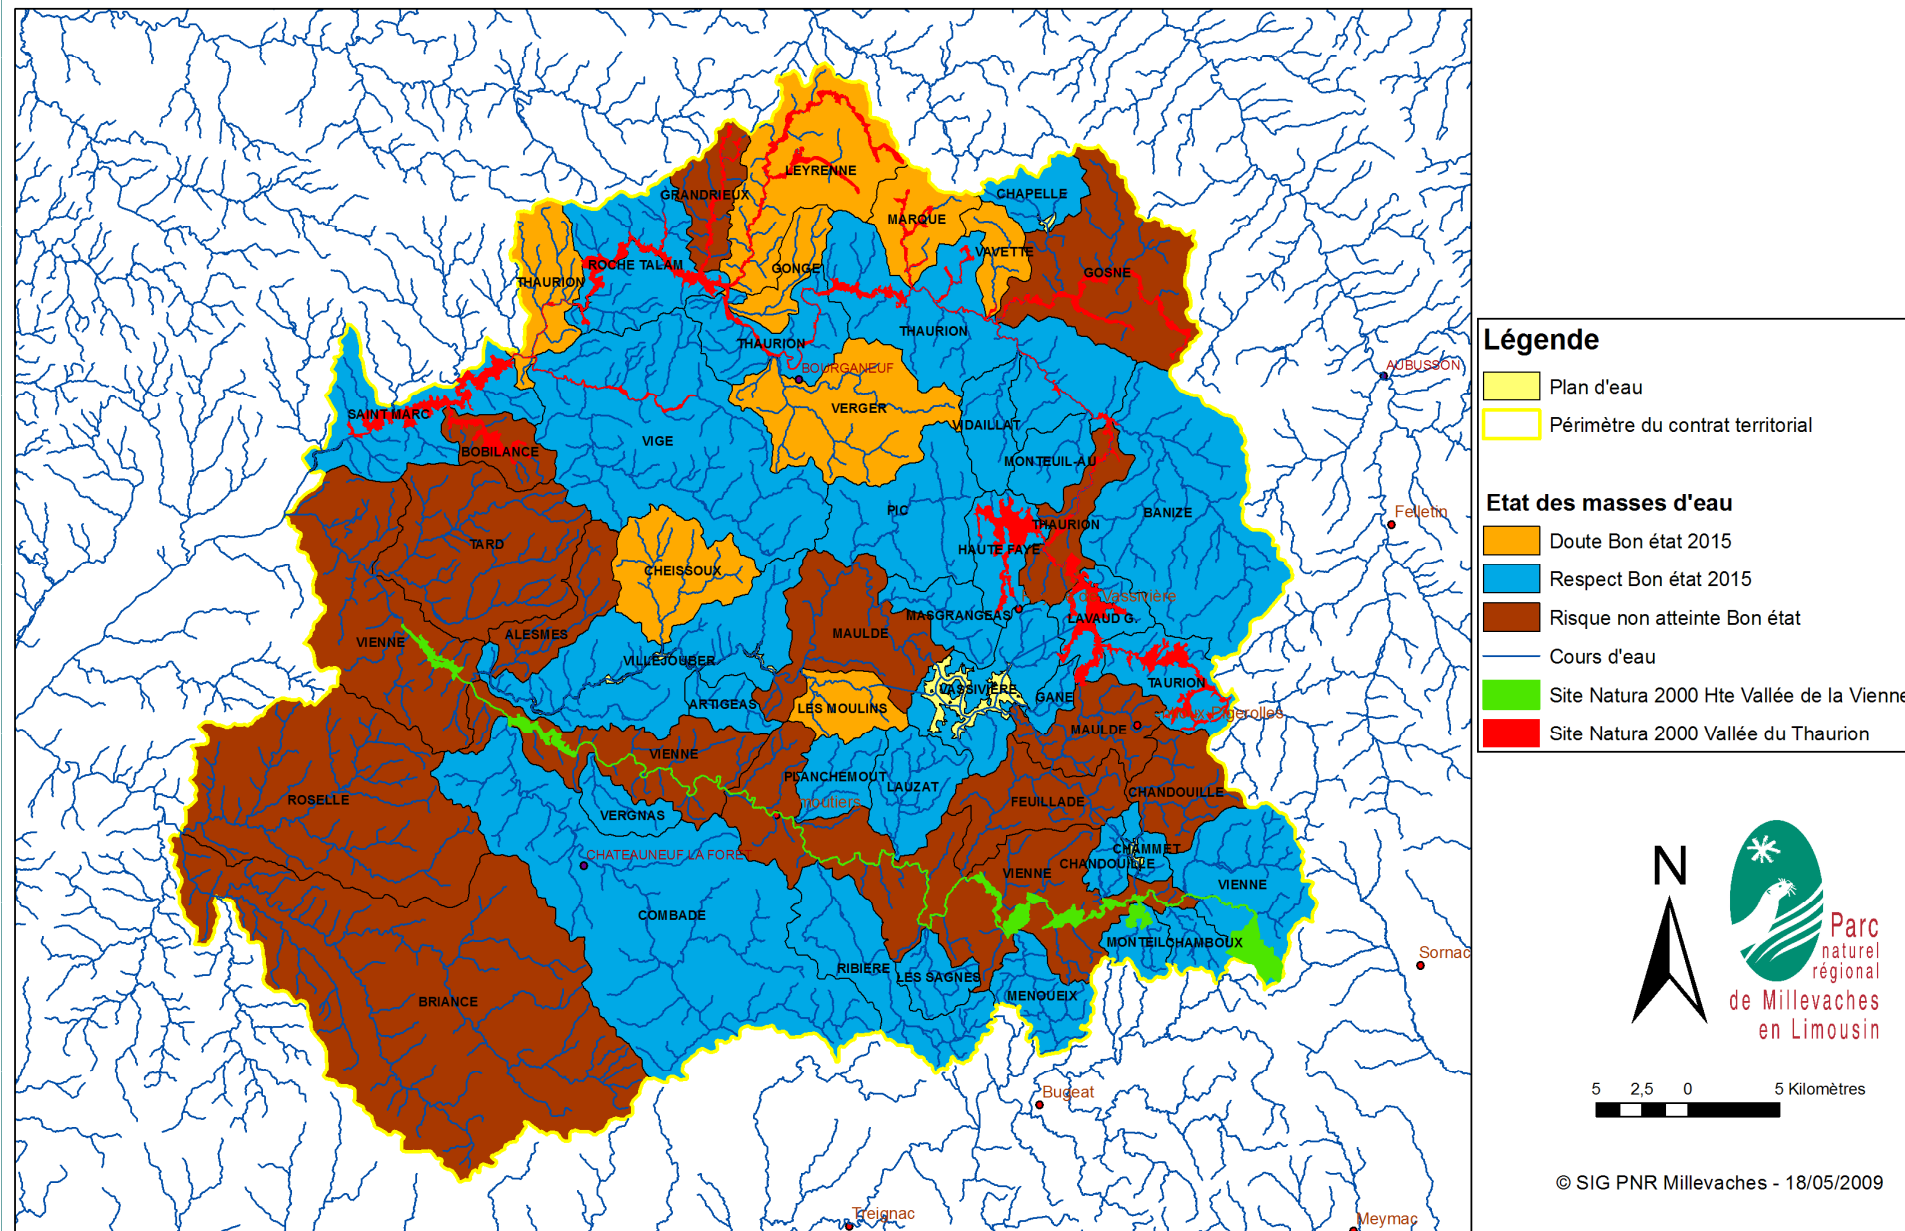 LEYRENNE
GRANDRIEUX
CHAPELLE
MARQUE
VAVETTE
GOSNE
GONGE
ROCHE TALAM
THAURION
THAURION
THAURION
BOURGANEUF
AUBUSSON
VERGER
SAINT MARC
VIDAILLAT
VIGE
BOBILANCE
MONTEUIL-AU
PIC
BANIZE
Felletin
THAURION
TARD
HAUTE FAYE
CHEISSOUX
Vassivière
MASGRANGEAS
LAVAUD G.
ALESMES
MAULDE
VIENNE
VILLEJOUBER
TAURION
VASSIVIÈRE
GANE
ARTIGEAS
LES MOULINS
Gerolles
MAULDE
VIENNE
PLANCHEMOUT
LAUZAT
CHANDOUILLE
ROSELLE
FEUILLADE
moutiers
VERGNAS
CHAMMET
CHATEAUNEUF LA FORET
CHANDOUILLE
VIENNE
VIENNE
COMBADE
MONTEIL
CHAMBOUX
Sornac
RIBIERE
LES SAGNES
MENOUEIX
BRIANCE
Bugeat
Treignac
Meymac
Légende
Plan d'eau
Périmètre du contrat territorial
Etat des masses d'eau
Doute Bon état 2015
Respect Bon état 2015
Risque non atteinte Bon état
Cours d'eau
Site Natura 2000 Hte Vallée de la Vienne
Site Natura 2000 Vallée du Thaurion
N
Parc
naturel
régional
de Millevaches
en Limousin
5 2,5 0 5 Kilomètres
© SIG PNR Millevaches - 18/05/2009